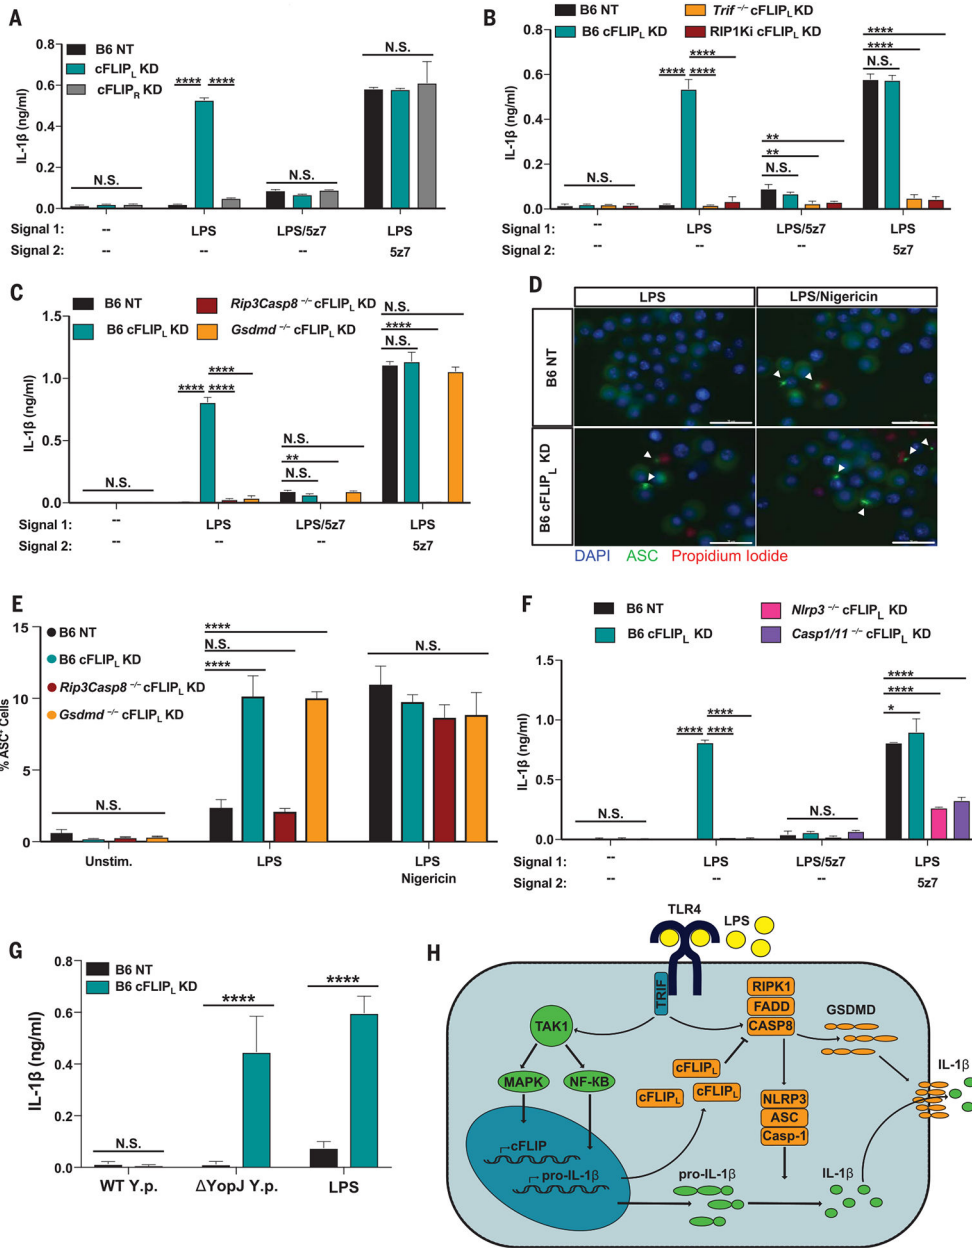 A
B6 NT
cFLIPL KD
cFLIPR KD
IL-1β (ng/ml)
0.8
0.6
0.4
0.2
0.0
N.S.
**** ****
N.S.
N.S.
Signal 1: -- LPS LPS/5z7 LPS
Signal 2: -- -- -- 5z7
B
B6 NT
B6 cFLIPL KD
Trif −/− cFLIPL KD
RIP1Ki cFLIPL KD
IL-1β (ng/ml)
0.8
0.6
0.4
0.2
0.0
N.S.
****
**** ****
**
**
N.S.
****
****
N.S.
Signal 1: -- LPS LPS/5z7 LPS
Signal 2: -- -- -- 5z7
C
B6 NT
B6 cFLIPL KD
Rip3Casp8 −/− cFLIPL KD
Gsdmd −/− cFLIPL KD
IL-1β (ng/ml)
1.5
1.0
0.5
0.0
N.S.
****
**** ****
N.S.
**
N.S.
N.S.
****
N.S.
Signal 1: -- LPS LPS/5z7 LPS
Signal 2: -- -- -- 5z7
D
LPS LPS/Nigericin
B6 NT
B6 cFLIPL KD
DAPI ASC Propidium Iodide
E
B6 NT
B6 cFLIPL KD
Rip3Casp8 −/− cFLIPL KD
Gsdmd −/− cFLIPL KD
% ASC+ Cells
15
10
5
0
N.S.
****
N.S.
****
N.S.
Unstim. LPS LPS
Nigericin
F
B6 NT
B6 cFLIPL KD
Nlrp3 −/− cFLIPL KD
Casp1/11 −/− cFLIPL KD
IL-1β (ng/ml)
1.5
1.0
0.5
0.0
N.S.
****
**** ****
N.S.
****
****
*
Signal 1: -- LPS LPS/5z7 LPS
Signal 2: -- -- -- 5z7
G
B6 NT
B6 cFLIPL KD
IL-1β (ng/ml)
0.8
0.6
0.4
0.2
0.0
N.S.
****
****
WT Y.p. ΔYopJ Y.p. LPS
H
TLR4
LPS
TRIF
RIPK1
FADD
CASP8
GSDMD
TAK1
MAPK
NF-KB
cFLIPL
cFLIPL
cFLIPL
NLRP3
ASC
Casp-1
IL-1β
cFLIP
pro-IL-1β
pro-IL-1β
IL-1β